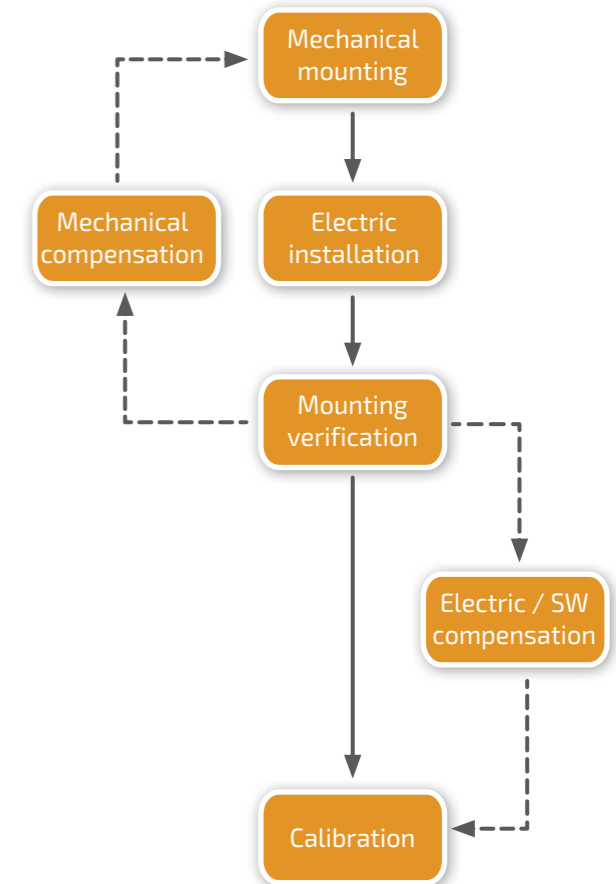 Mechanical
mounting
Mechanical
compensation
Electric
installation
Mounting
verification
Electric / SW
compensation
Calibration